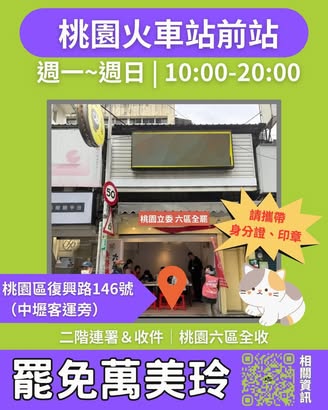 桃園火車站前站
週一~週日 | 10:00-20:00
50
桃園立委 六區全罷
請攜帶
身分證、印章
桃園區復興路146號
（中壢客運旁）
二階連署＆收件｜桃園六區全收
罷免萬美玲
相關資訊